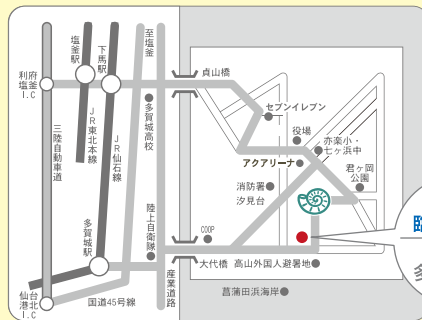 至塩釜
塩釜駅
下馬駅
利府
塩釜
I.C
貞山橋
セブンイレブン
多賀城高校
役場
JR東北本線
JR仙石線
三陸自動車道
亦楽小・
七ヶ浜中
アクアリーナ
君ヶ岡
公園
消防署
汐見台
陸上自衛隊
多賀城駅
COOP
大代橋
高山外国人避暑地
仙台
港北
I.C
国道45号線
産業道路
菖蒲田浜海岸